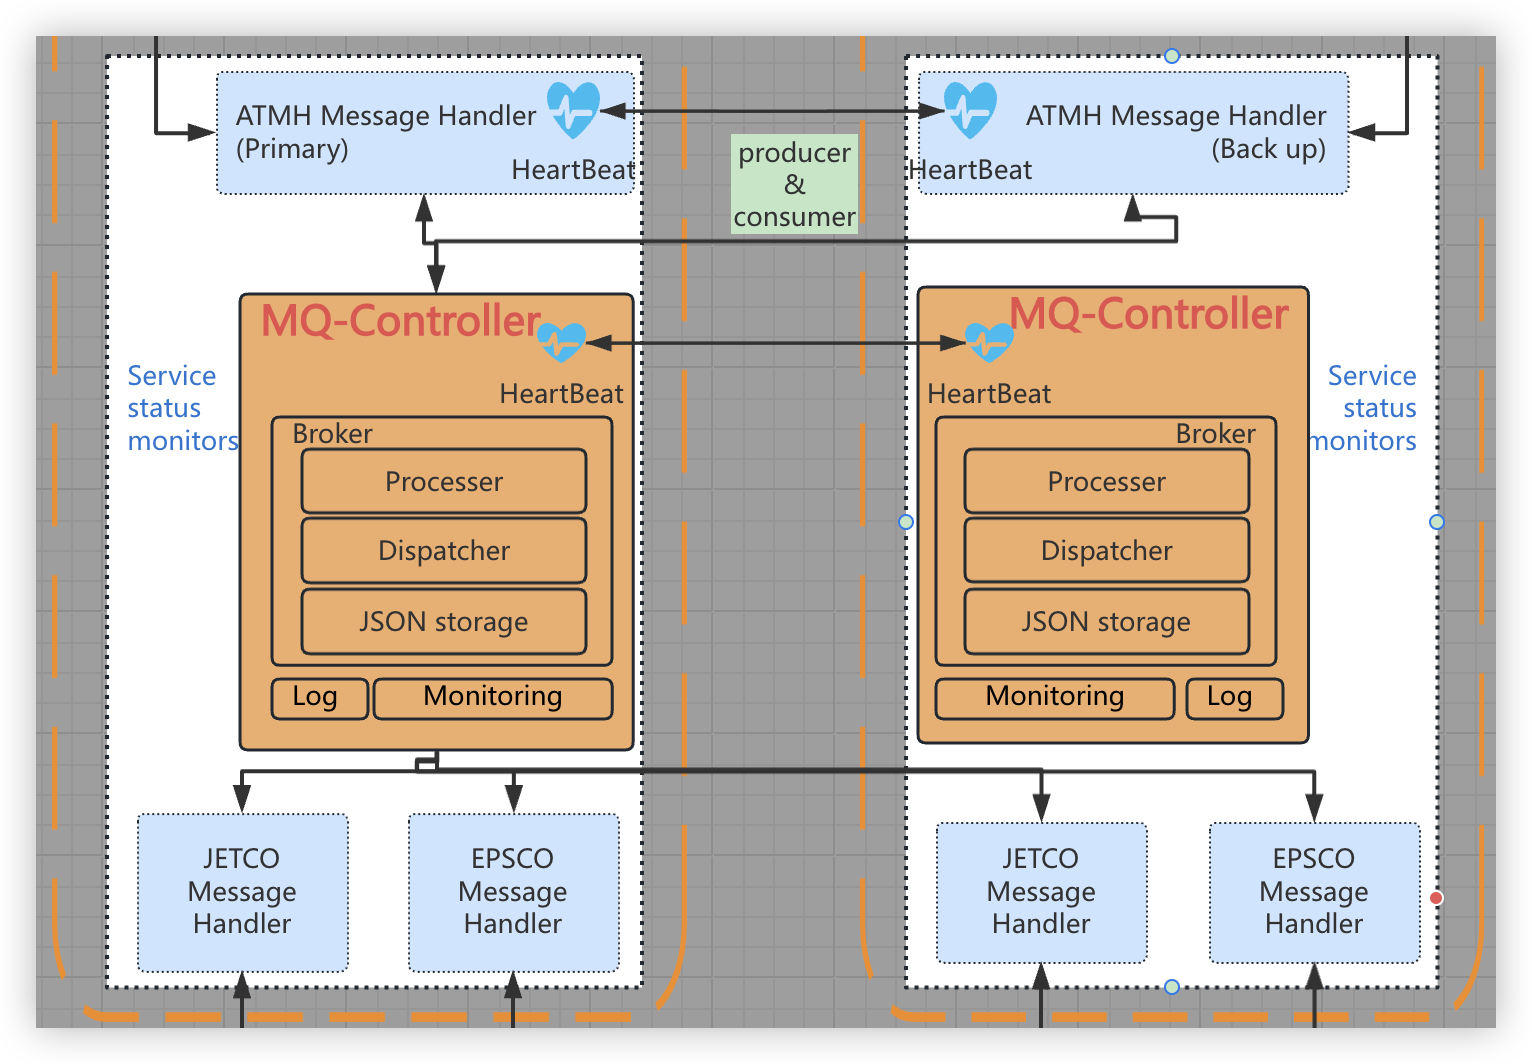 ATMH Message Handler
(Primary)
HeartBeat
producer
&
consumer
ATMH Message Handler
(Back up)
HeartBeat
MQ-Controller
HeartBeat
Service
status
monitors
Broker
Processer
Dispatcher
JSON storage
Log
Monitoring
MQ-Controller
HeartBeat
Service
status
monitors
Broker
Processer
Dispatcher
JSON storage
Monitoring
Log
JETCO
Message
Handler
EPSCO
Message
Handler
JETCO
Message
Handler
EPSCO
Message
Handler